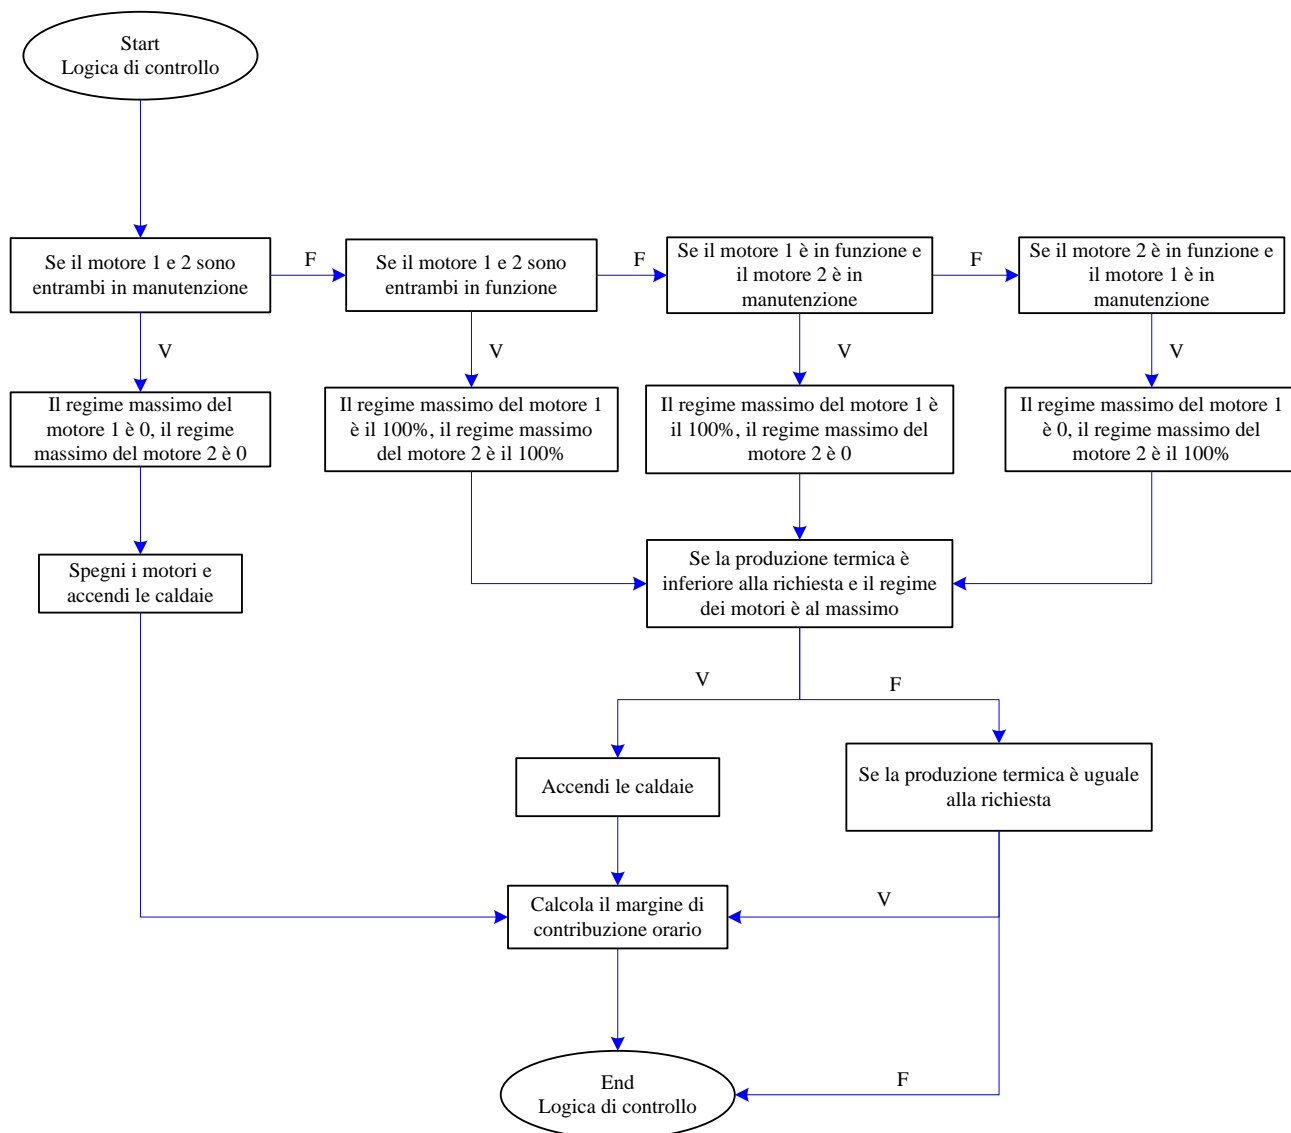 Start
Logica di controllo
Se il motore 1 e 2 sono
entrambi in manutenzione
F
Se il motore 1 e 2 sono
entrambi in funzione
F
Se il motore 1 è in funzione e
il motore 2 è in
manutenzione
F
Se il motore 2 è in funzione e
il motore 1 è in
manutenzione
V
V
V
V
Il regime massimo del
motore 1 è 0, il regime
massimo del motore 2 è 0
Il regime massimo del motore 1
è il 100%, il regime massimo
del motore 2 è il 100%
Il regime massimo del motore 1 è
il 100%, il regime massimo del
motore 2 è 0
Il regime massimo del motore 1
è 0, il regime massimo del
motore 2 è il 100%
Spegni i motori e
accendi le caldaie
Se la produzione termica è
inferiore alla richiesta e il regime
dei motori è al massimo
V
F
Accendi le caldaie
Se la produzione termica è uguale
alla richiesta
Calcola il margine di
contribuzione orario
V
F
End
Logica di controllo